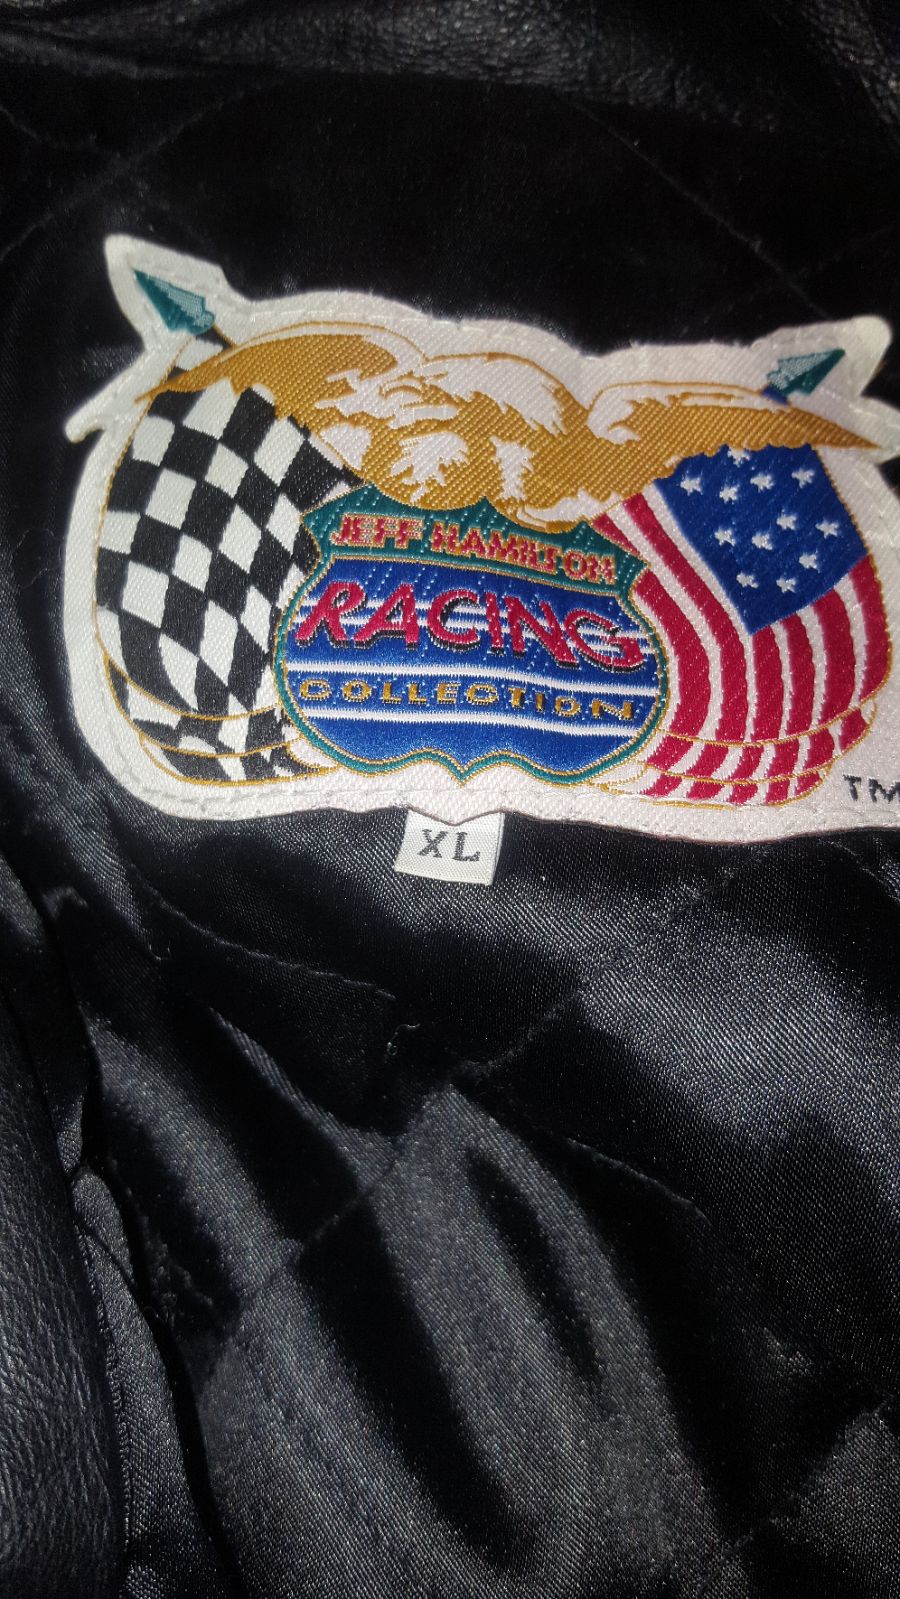 JEFF HAMILTON
RACING
COLLECTION
TM
XL